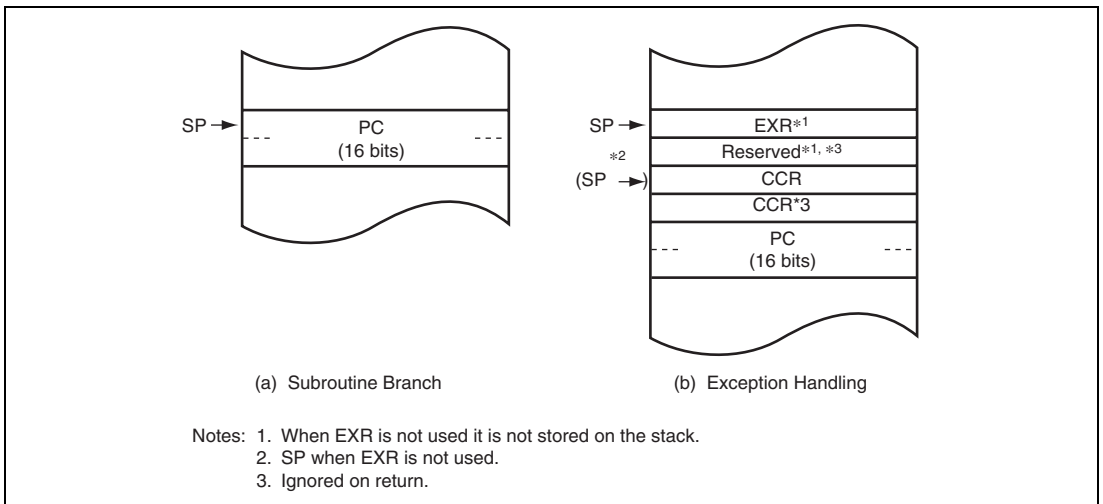 SP
PC
(16 bits)
(a) Subroutine Branch
SP
EXR*1
Reserved*1, *3
*2
(SP )
CCR
CCR*3
PC
(16 bits)
(b) Exception Handling
Notes: 1. When EXR is not used it is not stored on the stack.
2. SP when EXR is not used.
3. Ignored on return.